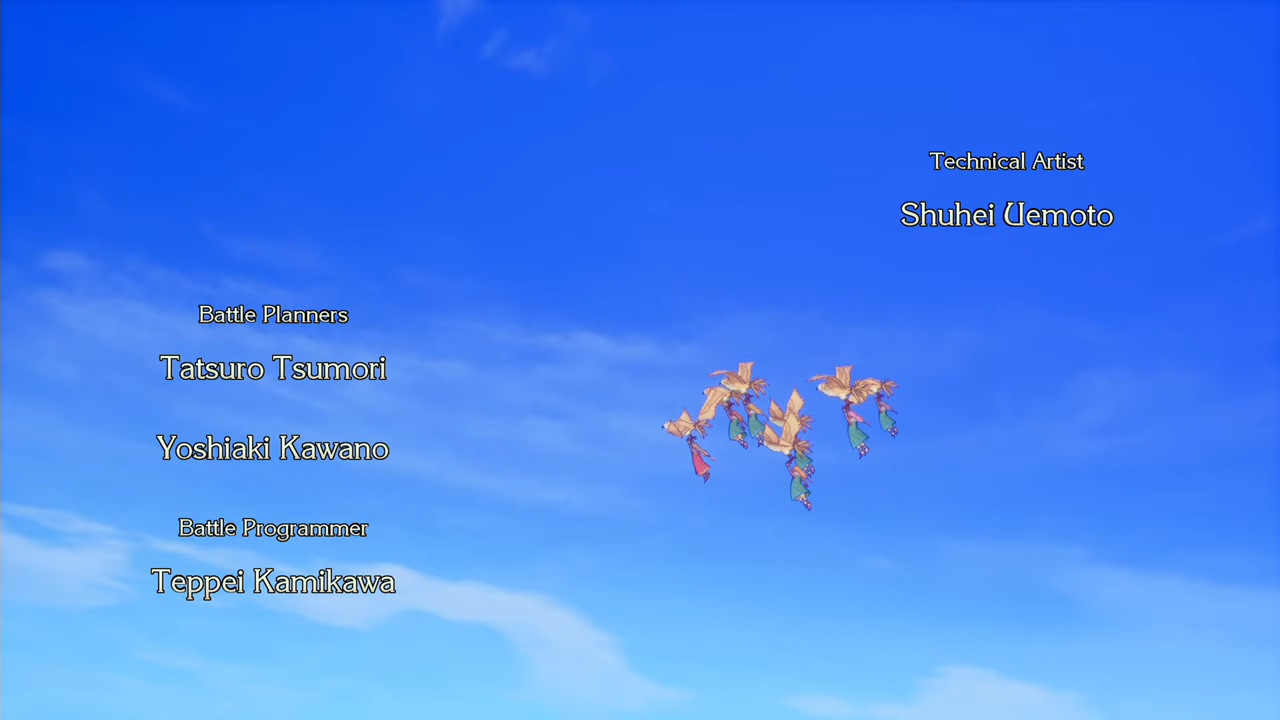 Technical Artist
Shuhei Uemoto
Battle Planners
Tatsuro Tsumori
Yoshiaki Kawano
Battle Programmer
Teppei Kamikawa